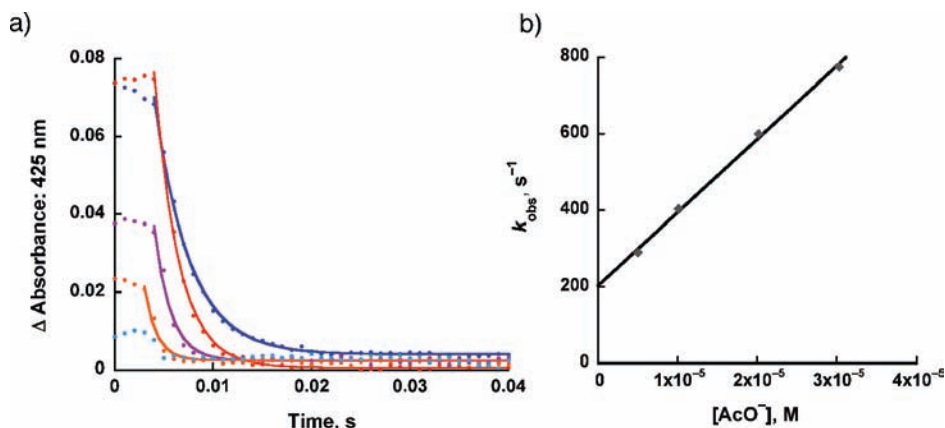 a)
Δ Absorbance: 425 nm
0.08
0.06
0.04
0.02
0
0 0.01 0.02 0.03 0.04
Time, s
b)
k_obs, s⁻¹
800
600
400
200
0
0 1x10⁻⁵ 2x10⁻⁵ 3x10⁻⁵ 4x10⁻⁵
[AcO⁻], M